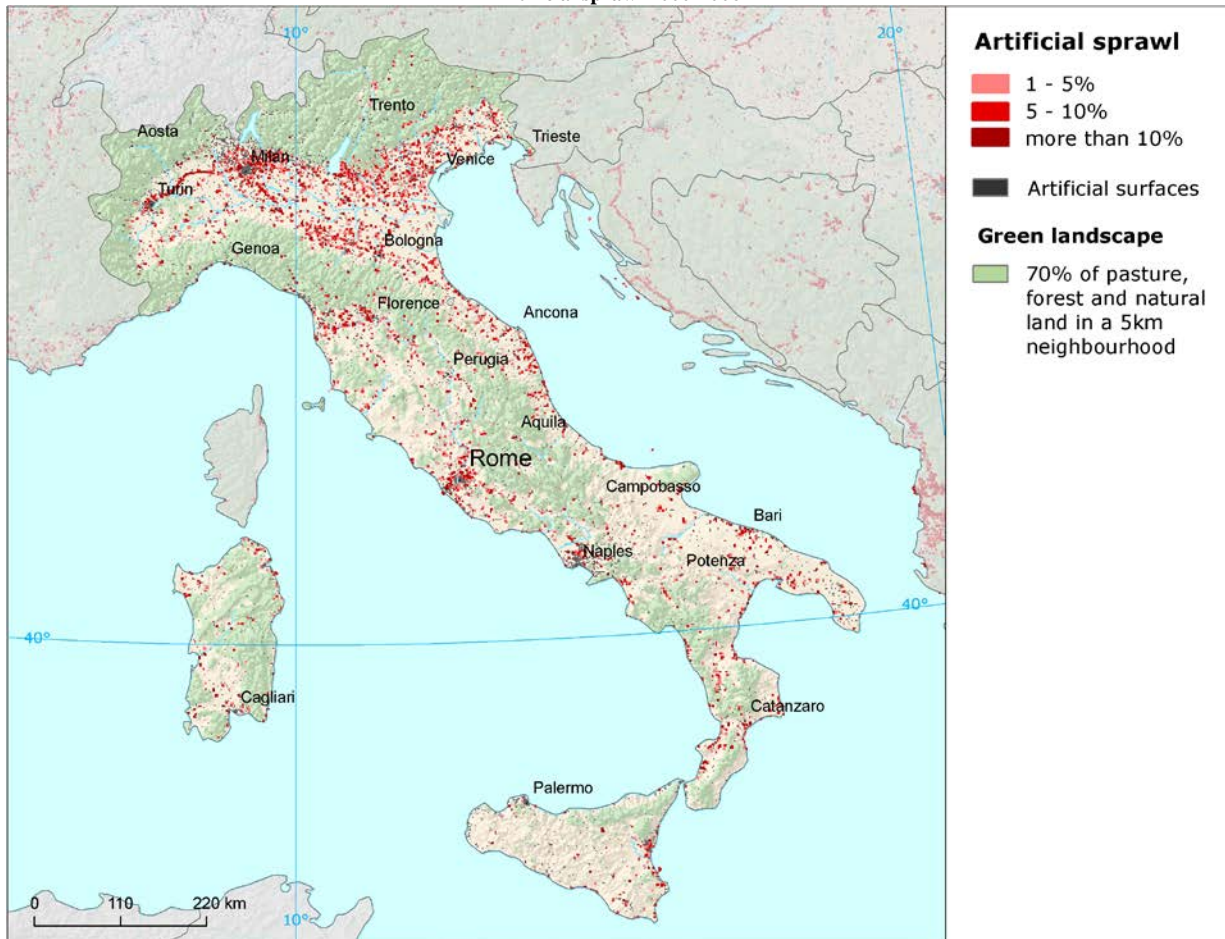 10°
20°
Trento
Aosta
Trieste
Milan
Venice
Turin
Bologna
Genoa
Florence
Ancona
Perugia
Aquila
Rome
Campobasso
Bari
Naples
Potenza
40°
40°
Cagliari
Catanzaro
Palermo
0 110 220 km
10°
Artificial sprawl
1 - 5%
5 - 10%
more than 10%
Artificial surfaces
Green landscape
70% of pasture,
forest and natural
land in a 5km
neighbourhood